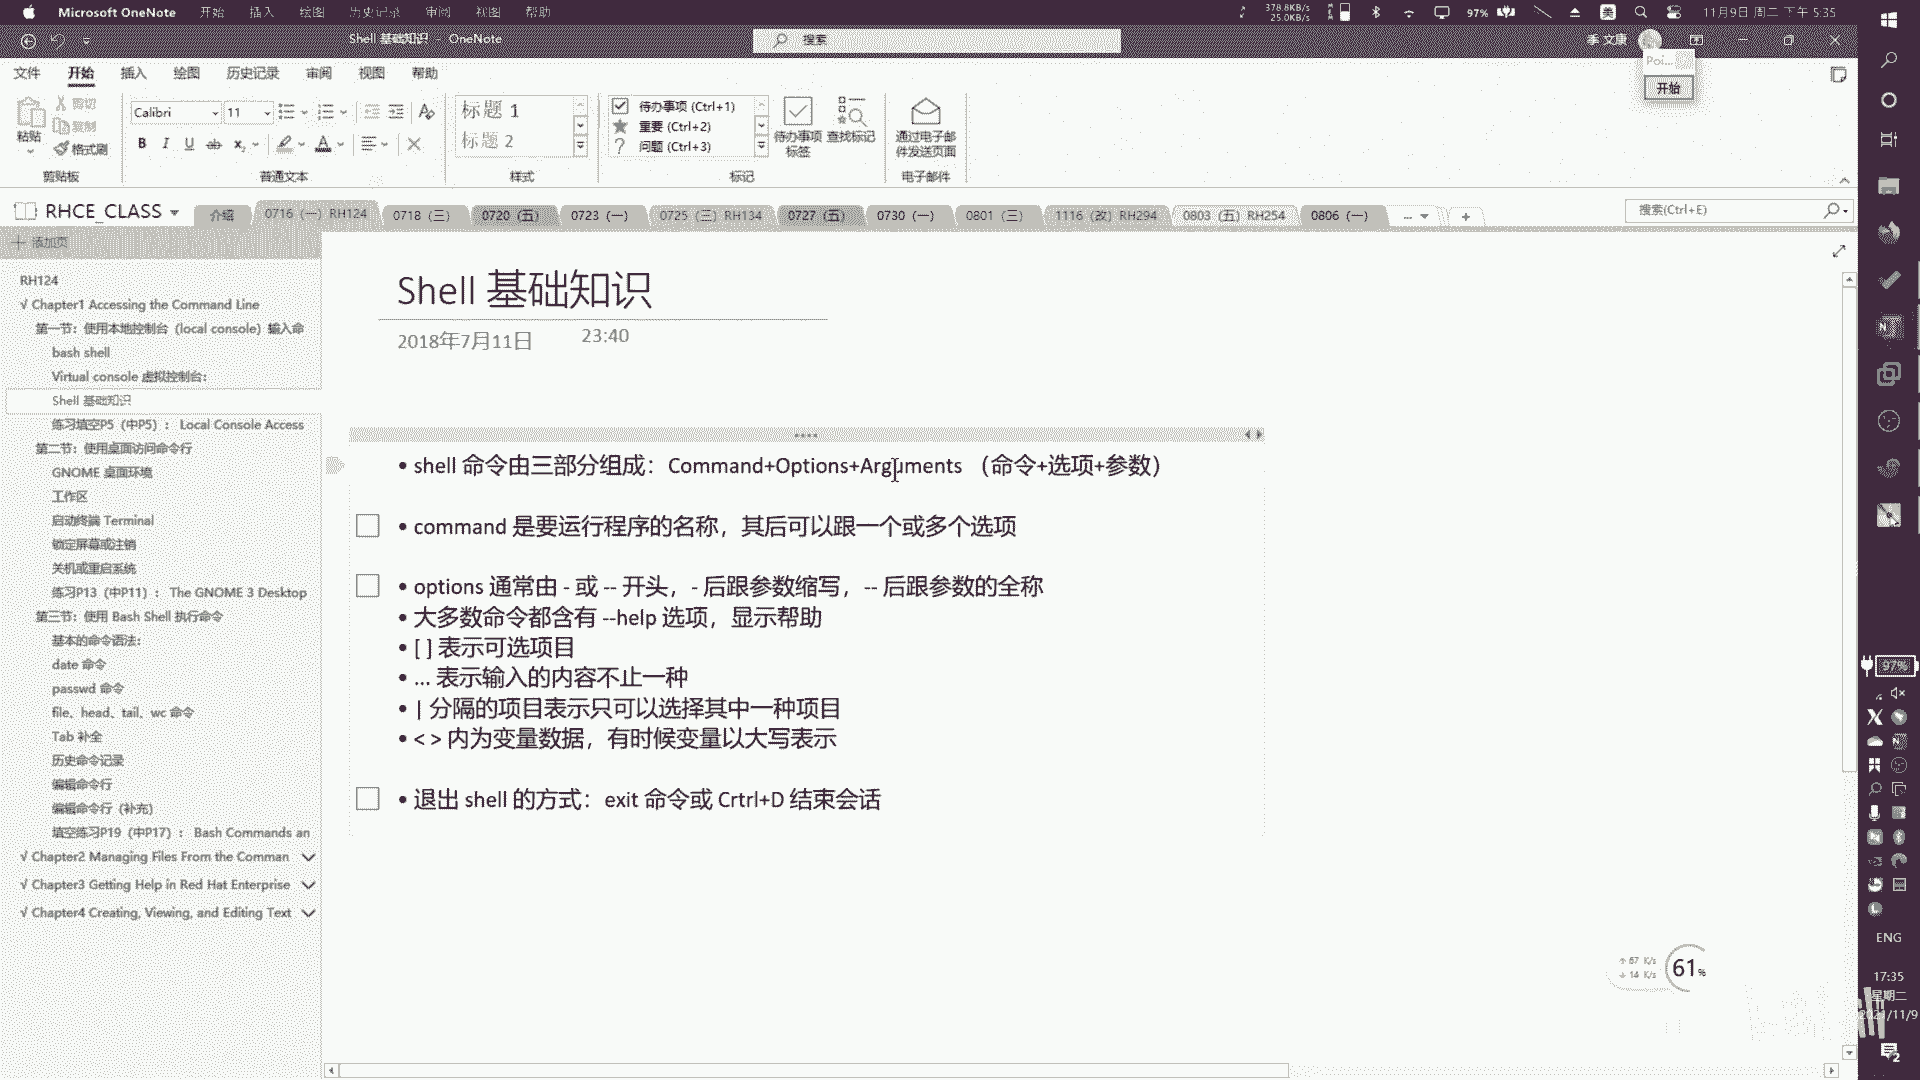 Microsoft OneNote 开始 插入 绘图 历史记录 审阅 视图 帮助
378.8KB/s
25.0KB/s
97%
美
11月9日 周二 下午 5:35
Shell 基础知识 - OneNote
搜索
季 文康
文件 开始 插入 绘图 历史记录 审阅 视图 帮助
Poi...
开始
粘贴
剪切
复制
格式刷
剪贴板
Calibri 11
B I U ab x₂ A
普通文本
标题 1
标题 2
样式
待办事项 (Ctrl+1)
重要 (Ctrl+2)
问题 (Ctrl+3)
待办事项
标签
查找标记
标记
通过电子邮
件发送页面
电子邮件
RHCE_CLASS
介绍 0716（一）RH124 0718（三） 0720（五） 0723（一） 0725（三）RH134 0727（五） 0730（一） 0801（三） 1116（改）RH294 0803（五）RH254 0806（一） ... +
搜索(Ctrl+E)
添加页
RH124
√ Chapter1 Accessing the Command Line
第一节：使用本地控制台（local console）输入命
bash shell
Virtual console 虚拟控制台：
Shell 基础知识
练习填空P5（中P5）： Local Console Access
第二节：使用桌面访问命令行
GNOME 桌面环境
工作区
启动终端 Terminal
锁定屏幕或注销
关机或重启系统
练习P13（中P11）： The GNOME 3 Desktop
第三节：使用 Bash Shell 执行命令
基本的命令语法：
date 命令
passwd 命令
file、head、tail、wc 命令
Tab 补全
历史命令记录
编辑命令行
编辑命令行（补充）
填空练习P19（中P17）： Bash Commands an
√ Chapter2 Managing Files From the Comman
√ Chapter3 Getting Help in Red Hat Enterprise
√ Chapter4 Creating, Viewing, and Editing Text
Shell 基础知识
2018年7月11日 23:40
• shell 命令由三部分组成：Command+Options+Arguments （命令+选项+参数）
• command 是要运行程序的名称，其后可以跟一个或多个选项
• options 通常由 - 或 -- 开头，- 后跟参数缩写，-- 后跟参数的全称
• 大多数命令都含有 --help 选项，显示帮助
• [ ] 表示可选项目
• ... 表示输入的内容不止一种
• | 分隔的项目表示只可以选择其中一种项目
• < > 内为变量数据，有时候变量以大写表示
• 退出 shell 的方式：exit 命令或 Crtrl+D 结束会话
97%
ENG
17:35
星期二
2021/11/9
2
↑ 67 K/s
↓ 14 K/s
61%